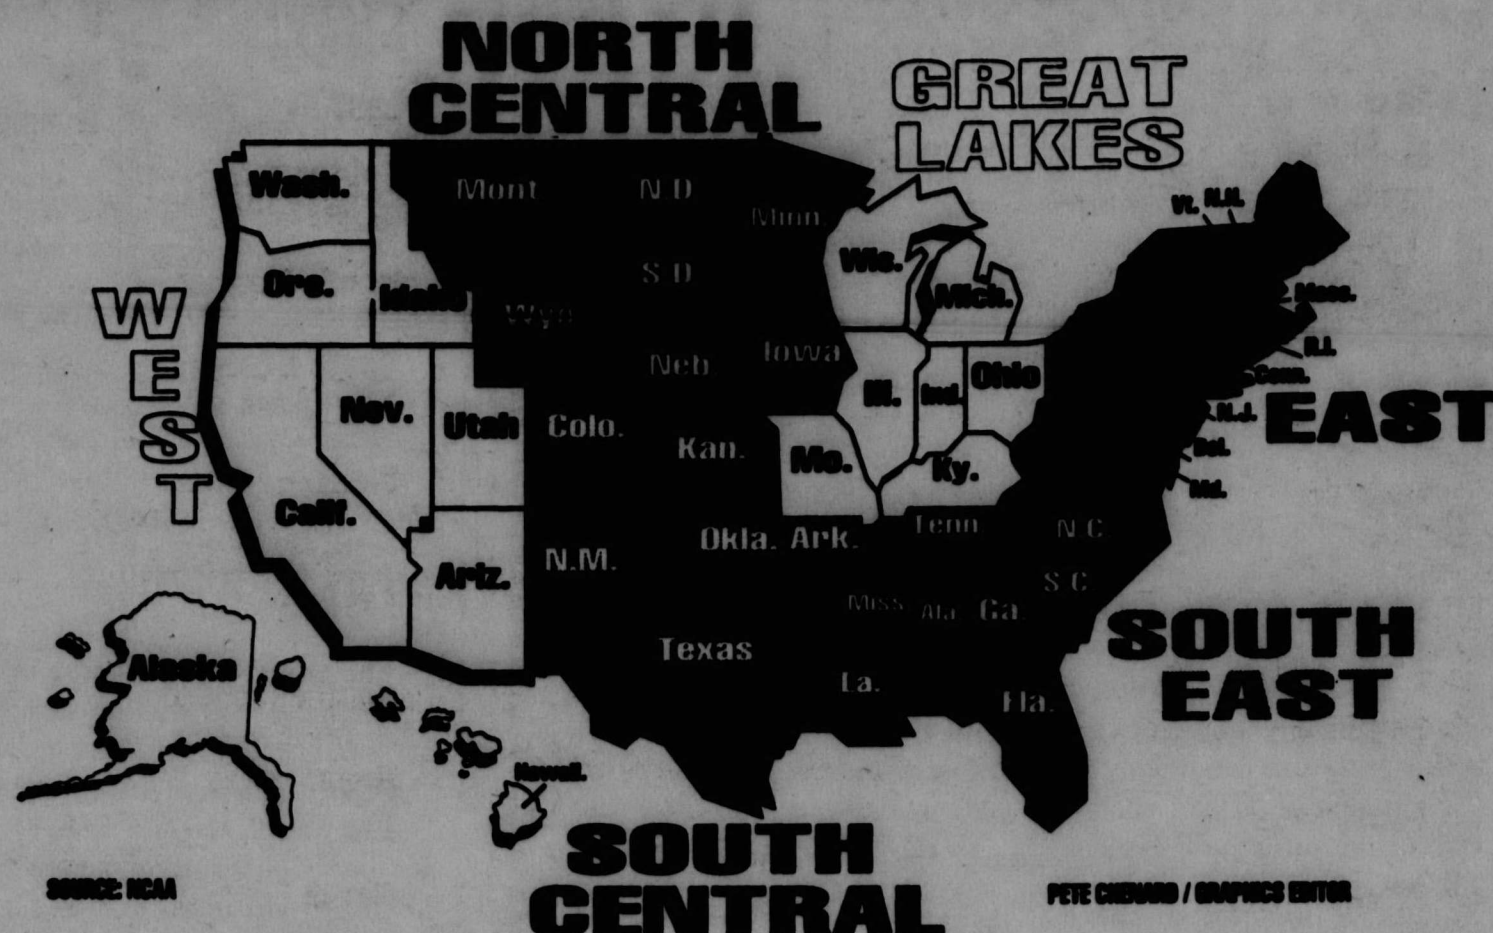 NORTH
CENTRAL
GREAT
LAKES
Wash.
Mont
N.D.
Minn.
Vt. N.H.
Wis.
Ore.
S.D.
Idaho
Mich.
Mass.
WEST
Wyo
R.I.
Neb.
Iowa
Ohio
Conn.
Nev.
Utah
Colo.
Ill.
Ind.
N.J.
EAST
Kan.
Mo.
Ky.
Del.
Md.
Calif.
Okla. Ark.
Tenn
N.C.
N.M.
Ariz.
S.C.
Miss. Ala. Ga.
SOUTH
EAST
Texas
La.
Fla.
Alaska
Hawaii.
SOUTH
CENTRAL
SOURCE: NCAA
PETE CHENARD / GRAPHICS EDITOR